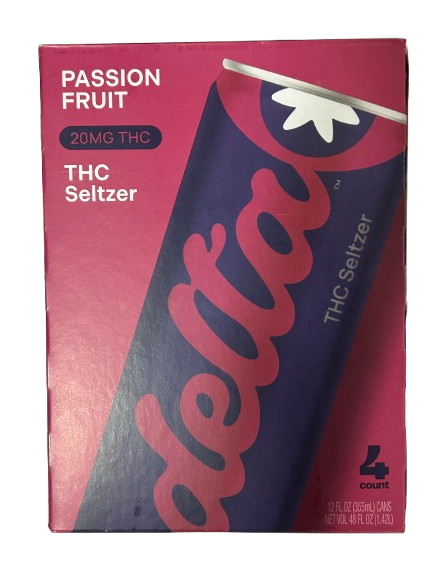 PASSION
FRUIT
20MG THC
THC
Seltzer
delta
™
THC Seltzer
4
count
12 FL OZ (355mL) CANS
NET VOL 48 FL OZ (1.42L)